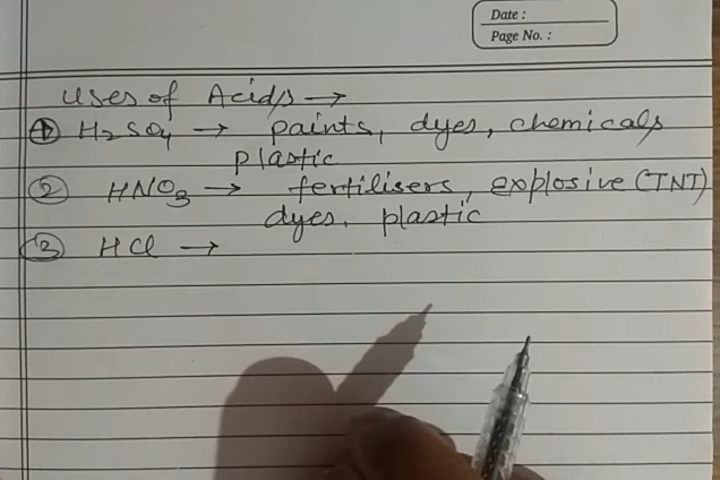 Date :
Page No. :
Uses of Acids →
① H₂SO₄ → paints, dyes, chemicals
plastic
② HNO₃ → fertilisers, explosive (TNT)
dyes, plastic
③ HCl →